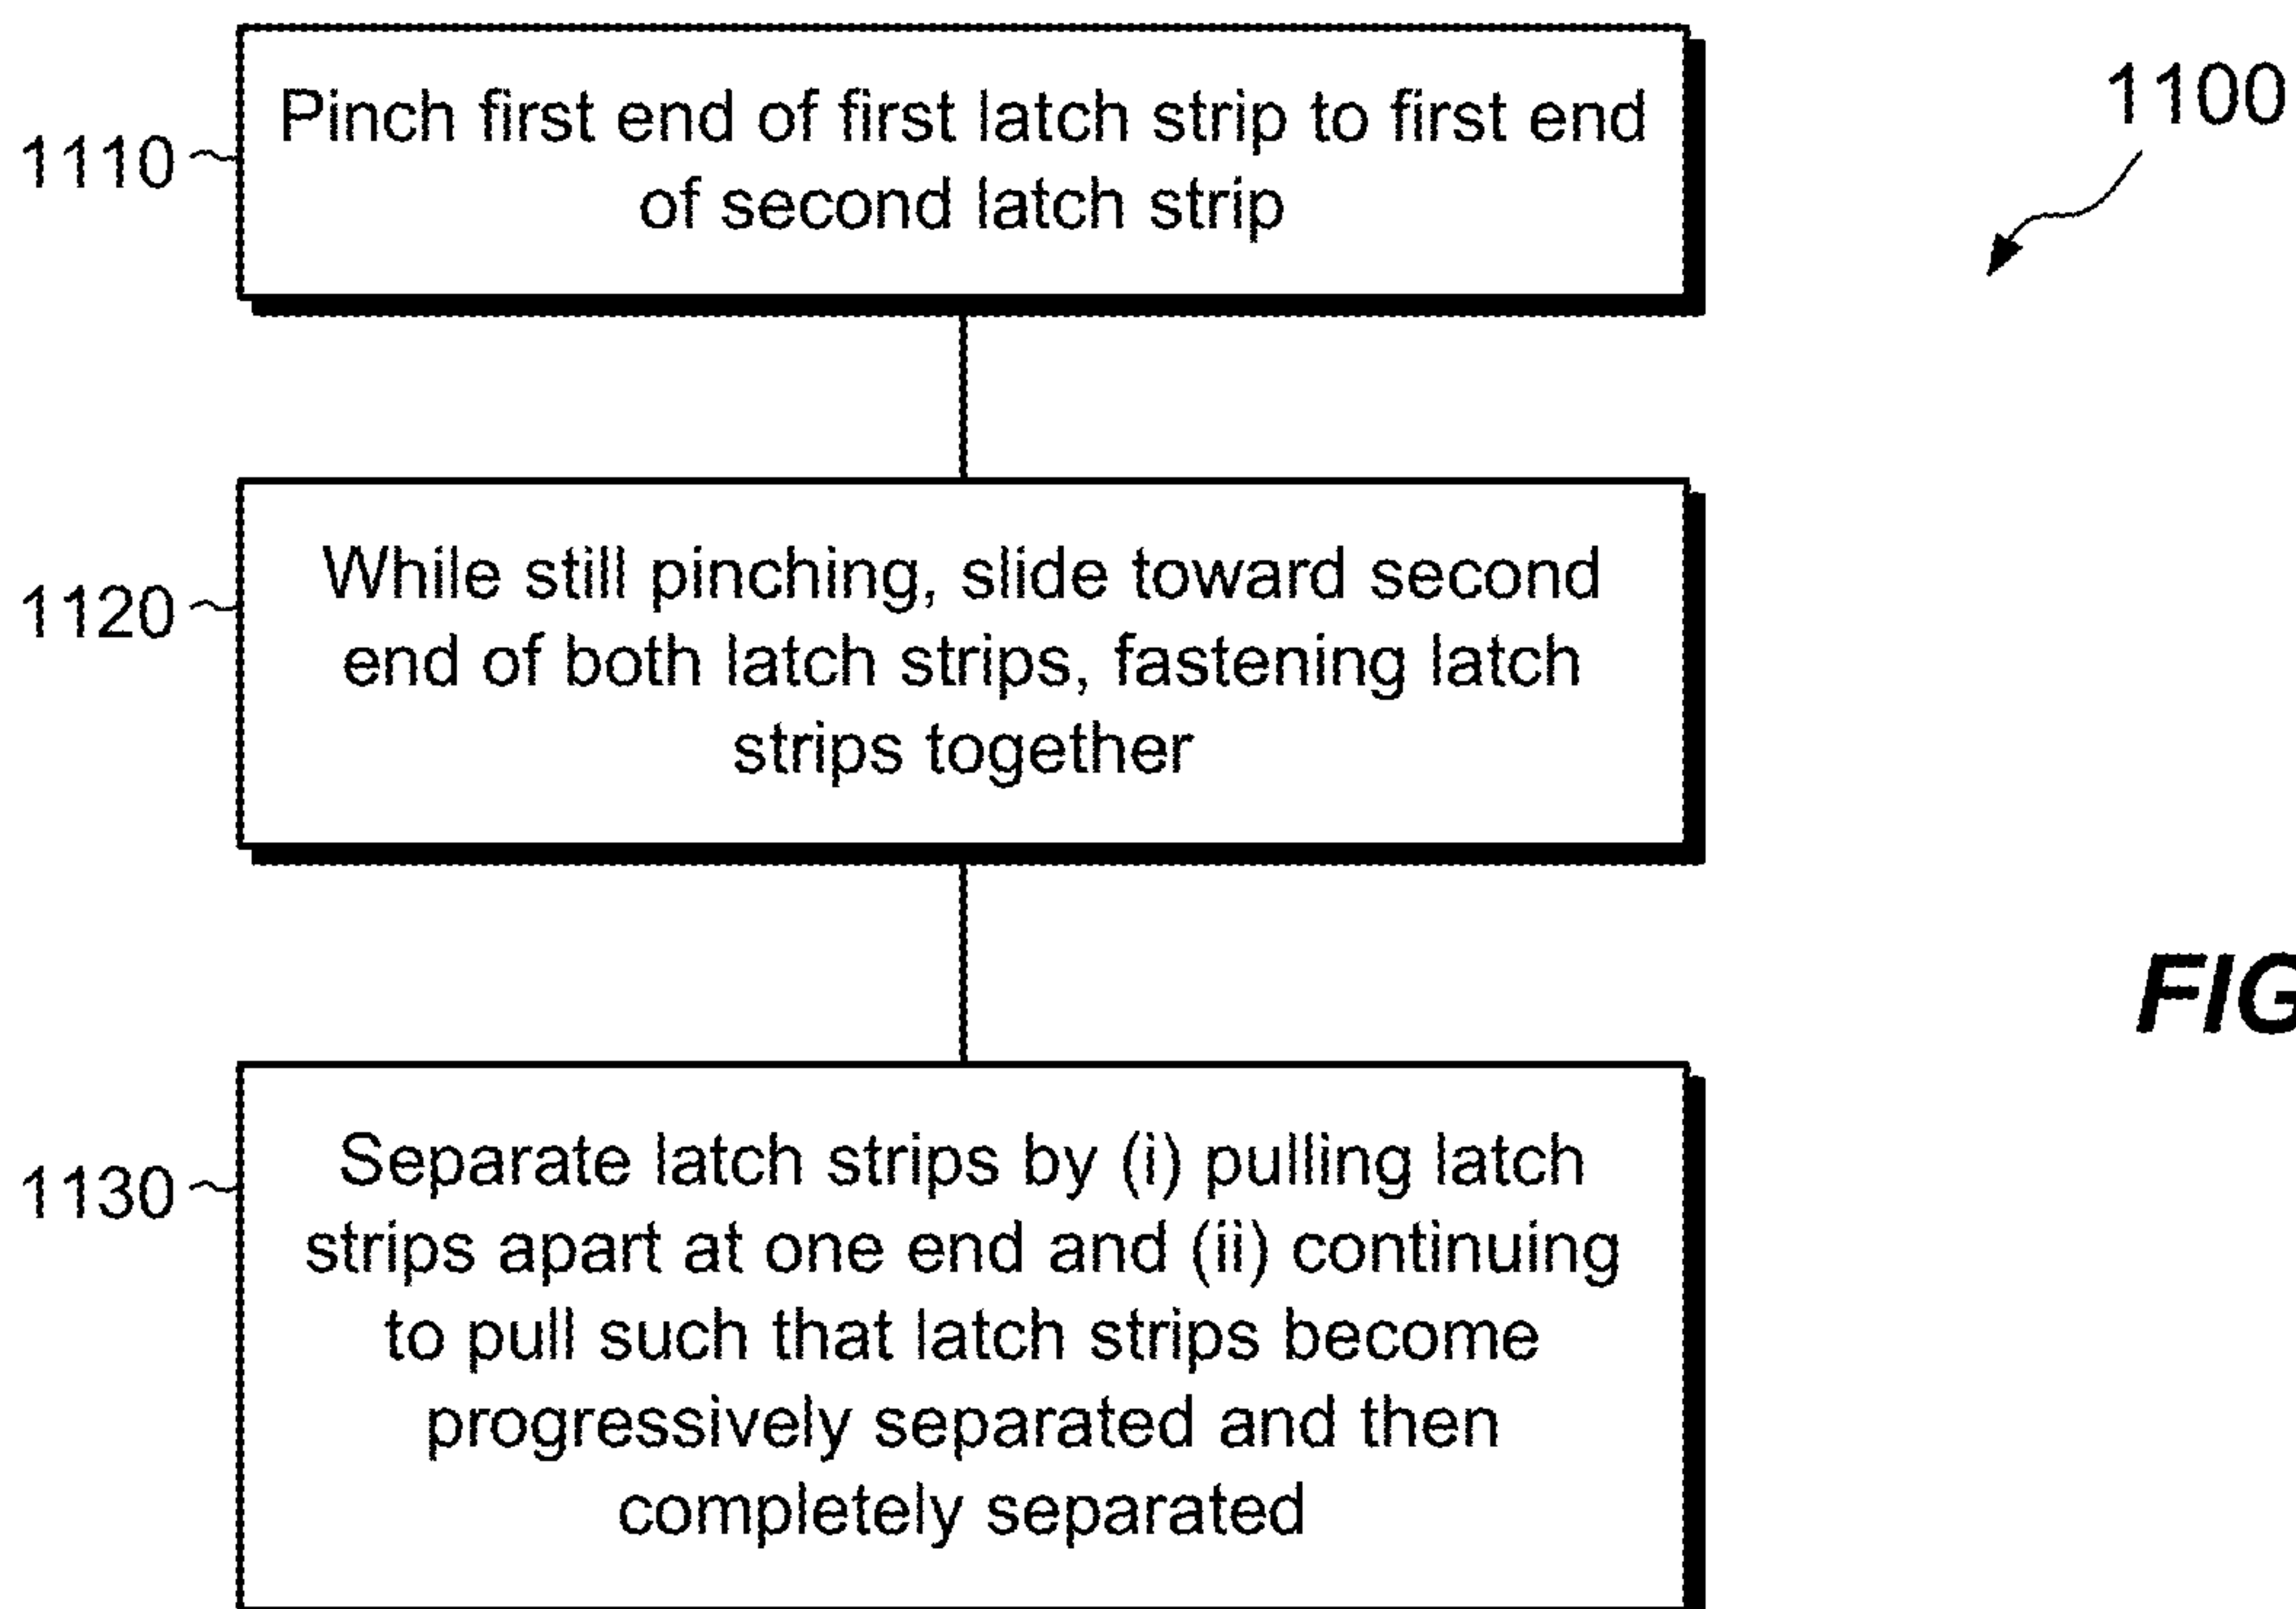 1100
1110
Pinch first end of first latch strip to first end
of second latch strip
1120
While still pinching, slide toward second
end of both latch strips, fastening latch
strips together
FIG
1130
Separate latch strips by (i) pulling latch
strips apart at one end and (ii) continuing
to pull such that latch strips become
progressively separated and then
completely separated